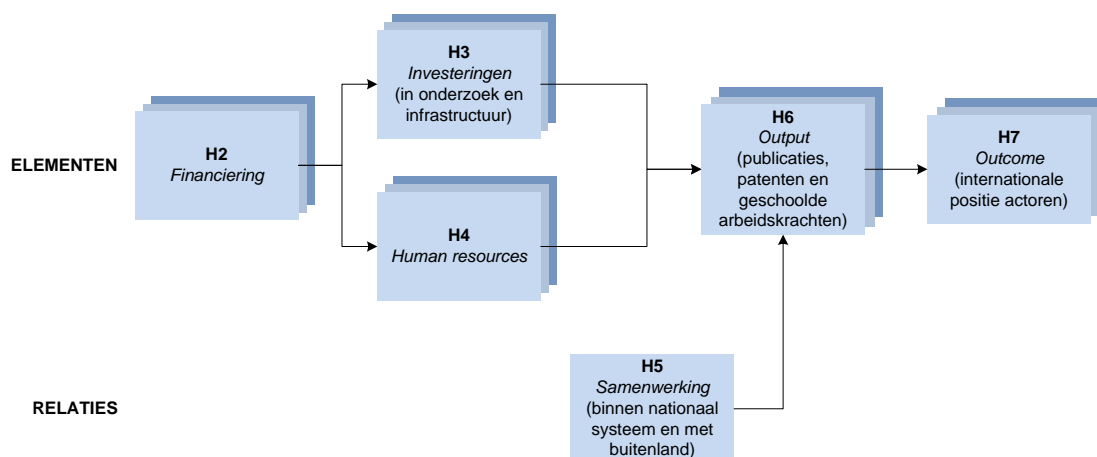 ELEMENTEN
H2
Financiering
H3
Investeringen
(in onderzoek en
infrastructuur)
H4
Human resources
H6
Output
(publicaties,
patenten en
geschoolde
arbeidskrachten)
H7
Outcome
(internationale
positie actoren)
RELATIES
H5
Samenwerking
(binnen nationaal
systeem en met
buitenland)